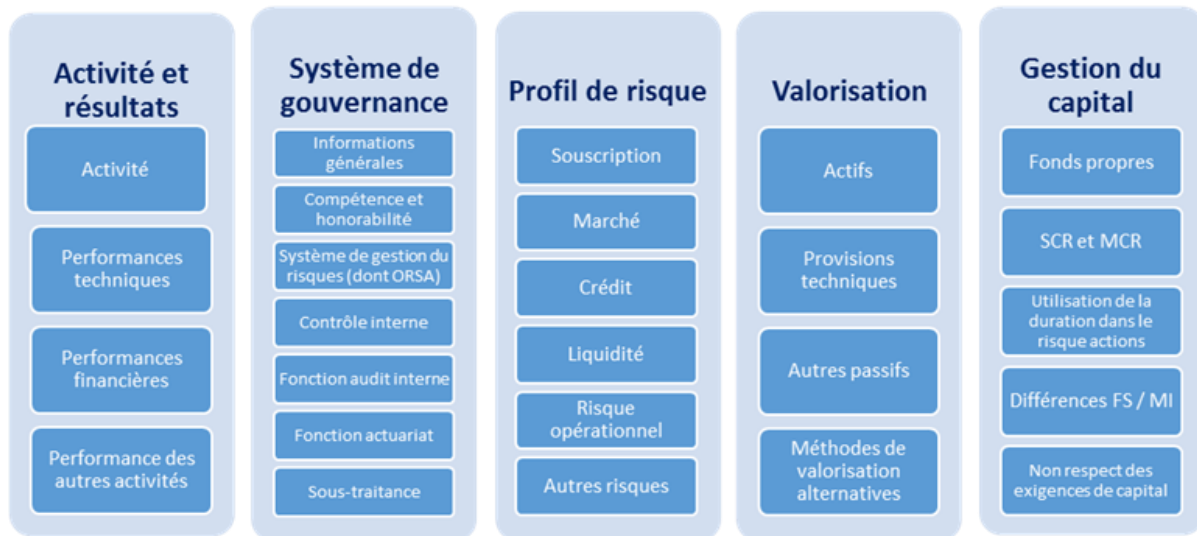 Activité et
résultats
Activité
Performances
techniques
Performances
financières
Performance des
autres activités
Système de
gouvernance
Informations
générales
Compétence et
honorabilité
Système de gestion du
risques (dont ORSA)
Contrôle interne
Fonction audit interne
Fonction actuariat
Sous-traitance
Profil de risque
Souscription
Marché
Crédit
Liquidité
Risque
opérationnel
Autres risques
Valorisation
Actifs
Provisions
techniques
Autres passifs
Méthodes de
valorisation
alternatives
Gestion du
capital
Fonds propres
SCR et MCR
Utilisation de la
duration dans le
risque actions
Différences FS / MI
Non respect des
exigences de capital